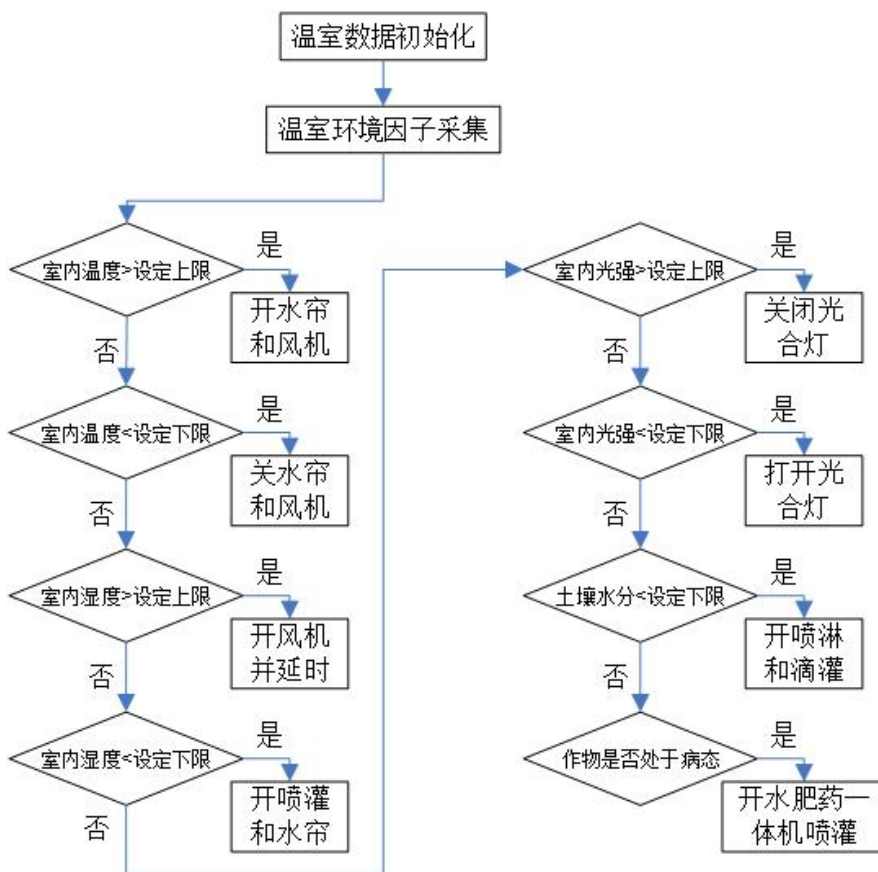 温室数据初始化
温室环境因子采集
室内温度>设定上限
是
开水帘
和风机
否
室内温度<设定下限
是
关水帘
和风机
否
室内湿度>设定上限
是
开风机
并延时
否
室内湿度<设定下限
是
开喷灌
和水帘
否
室内光强>设定上限
是
关闭光
合灯
否
室内光强<设定下限
是
打开光
合灯
否
土壤水分<设定下限
是
开喷淋
和滴灌
否
作物是否处于病态
是
开水肥药一
体机喷灌